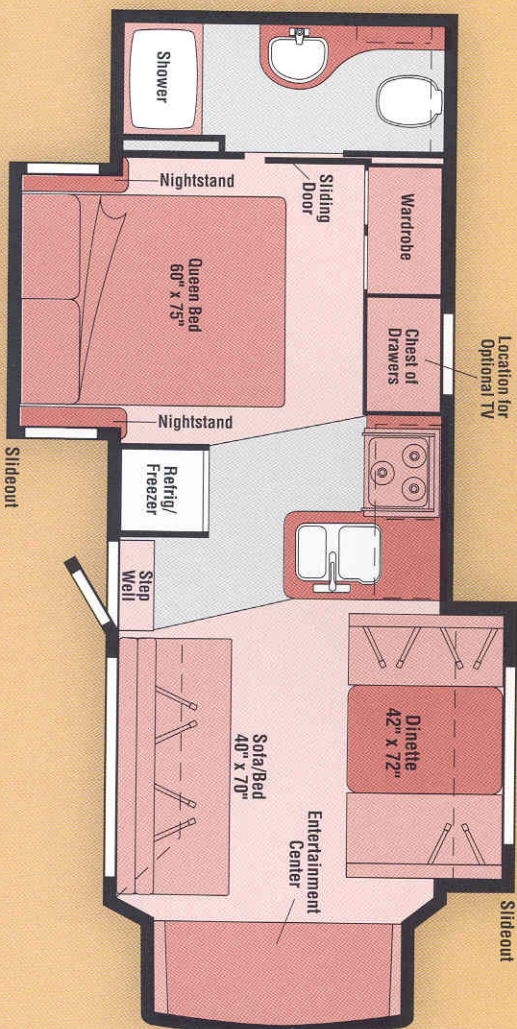 Shower
Nightstand
Sliding
Door
Wardrobe
Queen Bed
60" x 75"
Chest of
Drawers
Location for
Optional TV
Nightstand
Slideout
Refrig/
Freezer
Step
Well
Sofa/Bed
40" x 70"
Dinette
42" x 72"
Entertainment
Center
Slideout